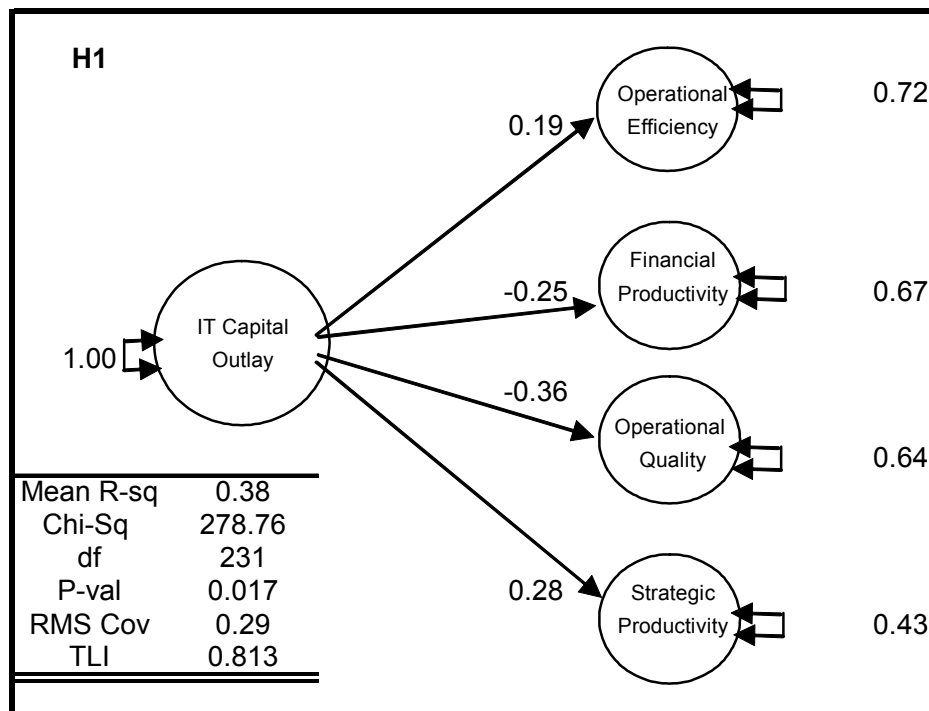 H1
Operational
Efficiency
0.72
0.19
Financial
Productivity
0.67
-0.25
IT Capital
Outlay
1.00
-0.36
Operational
Quality
0.64
Mean R-sq 0.38
Chi-Sq 278.76
df 231
P-val 0.017
RMS Cov 0.29
TLI 0.813
0.28
Strategic
Productivity
0.43